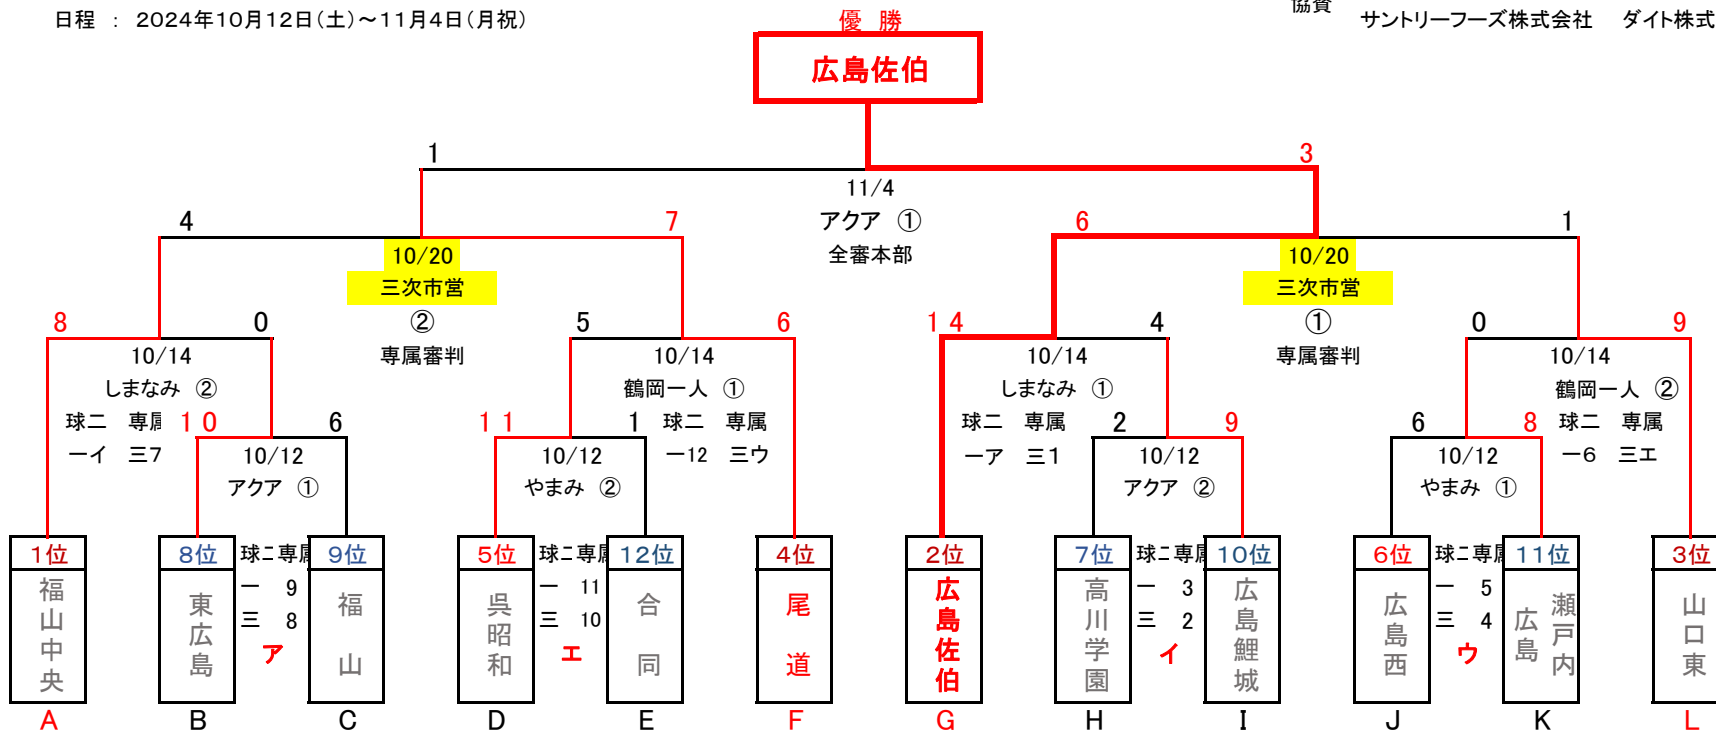 日程 ： 2024年10月12日(土)～11月4日(月祝)
協賛
サントリーフーズ株式会社 ダイト株式
優 勝
広島佐伯
1 3
11/4
アクア ①
全審本部
4 7 6 1
10/20 10/20
三次市営 三次市営
② ①
専属審判 専属審判
8 0 5 6 14 4 0 9
10/14 10/14 10/14 10/14
しまなみ ② 鶴岡一人 ① しまなみ ① 鶴岡一人 ②
球二 専属 球二 専属 球二 専属 球二 専属
一イ 三7 一12 三ウ 一ア 三1 一6 三エ
10 6 11 1 2 9 6 8
10/12 10/12 10/12 10/12
アクア ① やまみ ② アクア ② やまみ ①
1位 8位 球二専属 9位 5位 球二専属 12位 4位 2位 7位 球二専属 10位 6位 球二専属 11位 3位
一 9 一 11 一 3 一 5
三 8 三 10 三 2 三 4
ア エ イ ウ
福山中央
東広島
福山
呉昭和
合同
尾道
広島佐伯
高川学園
広島鯉城
広島西
広島
瀬戸内
山口東
A B C D E F G H I J K L